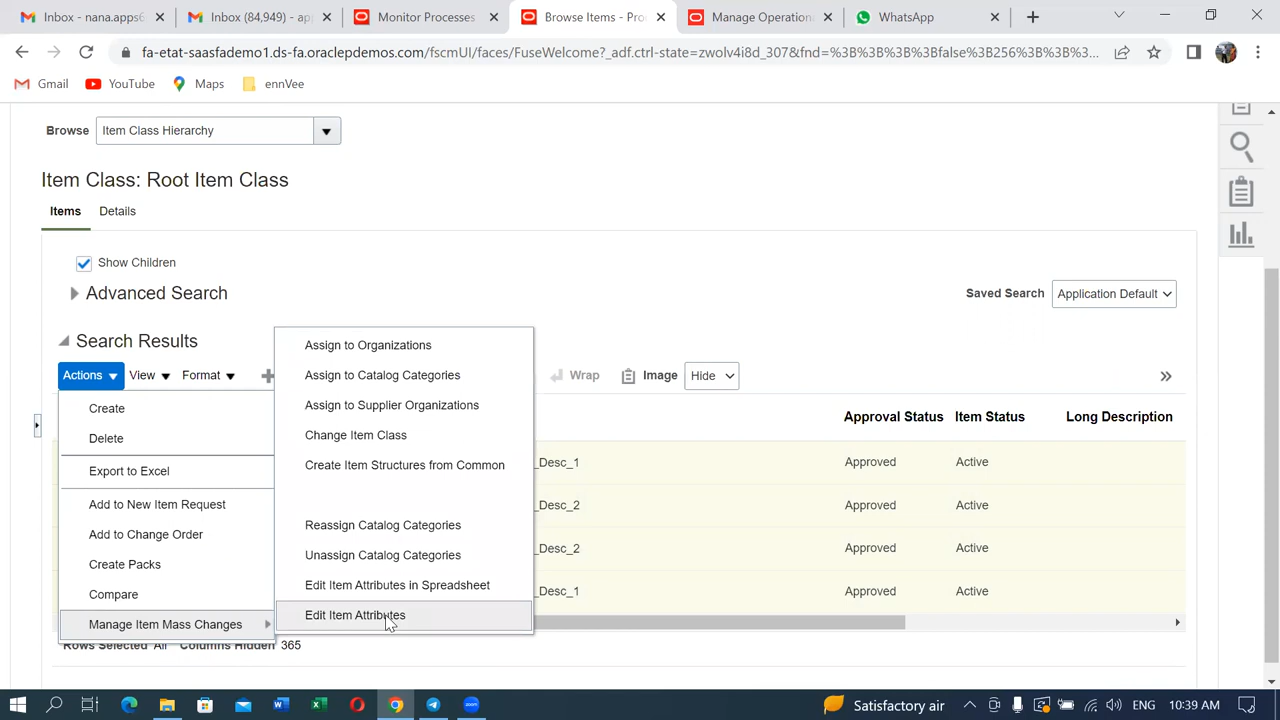 Inbox - nana.apps6
Inbox (84,949) - app
Monitor Processes
Browse Items - Pro
Manage Operation
WhatsApp
fa-etat-saasfademo1.ds-fa.oraclepdemos.com/fscmUI/faces/FuseWelcome?_adf.ctrl-state=zwolv4ldd_307&fnd=%3B%3B%3B%3Bfalse%3B256%3B%3B%3...
Gmail
YouTube
Maps
ennVee
Browse Item Class Hierarchy
Item Class: Root Item Class
Items Details
Show Children
Advanced Search
Saved Search Application Default
Search Results
Actions View Format Wrap Image Hide
Create
Delete
Export to Excel
Add to New Item Request
Add to Change Order
Create Packs
Compare
Manage Item Mass Changes
Assign to Organizations
Assign to Catalog Categories
Assign to Supplier Organizations
Change Item Class
Create Item Structures from Common
Reassign Catalog Categories
Unassign Catalog Categories
Edit Item Attributes in Spreadsheet
Edit Item Attributes
Approval Status Item Status Long Description
_Desc_1 Approved Active
_Desc_2 Approved Active
_Desc_2 Approved Active
_Desc_1 Approved Active
Rows Selected All Columns Hidden 365
Satisfactory air
ENG
10:39 AM